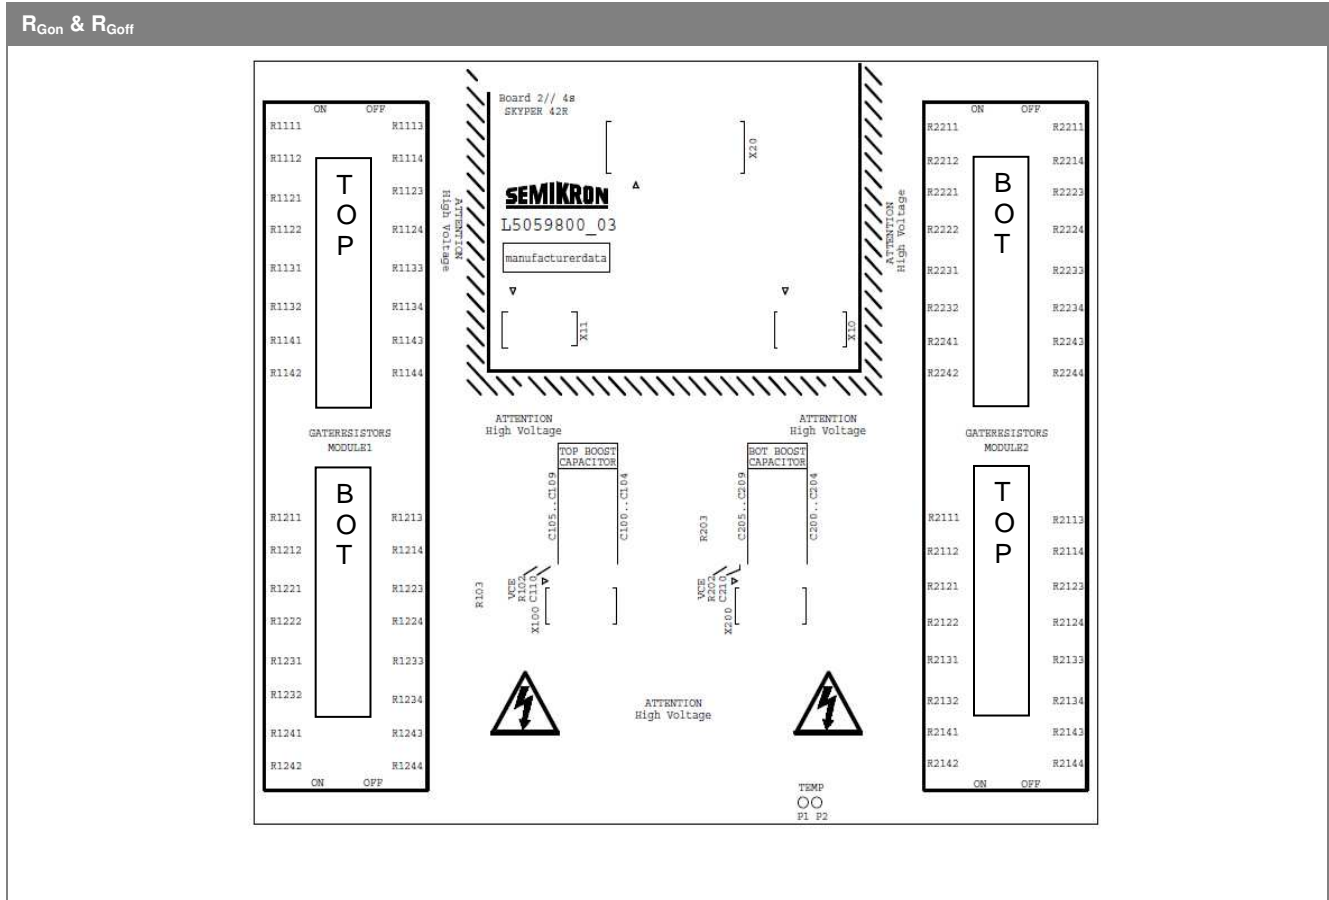 RGon & RGoff
ON OFF
R1111 R1113
R1112 R1114
R1121 R1123
R1122 R1124
R1131 R1133
R1132 R1134
R1141 R1143
R1142 R1144
TOP
GATERESISTORS
MODULE1
BOT
R1211 R1213
R1212 R1214
R1221 R1223
R1222 R1224
R1231 R1233
R1232 R1234
R1241 R1243
R1242 R1244
ON OFF
ATTENTION
High Voltage
Board 2// 4s
SKYPER 42R
X20
SEMIKRON
L5059800_03
manufacturerdata
X11
X10
ATTENTION
High Voltage
ATTENTION
High Voltage
ATTENTION
High Voltage
TOP BOOST
CAPACITOR
C105..C109
C100..C104
BOT BOOST
CAPACITOR
C205..C209
C200..C204
R203
R103
VCE
R102
C110
X100
VCE
R202
C210
X200
ATTENTION
High Voltage
TEMP
P1 P2
ON OFF
R2211 R2211
R2212 R2214
R2221 R2223
R2222 R2224
R2231 R2233
R2232 R2234
R2241 R2243
R2242 R2244
BOT
GATERESISTORS
MODULE2
TOP
R2111 R2113
R2112 R2114
R2121 R2123
R2122 R2124
R2131 R2133
R2132 R2134
R2141 R2143
R2142 R2144
ON OFF